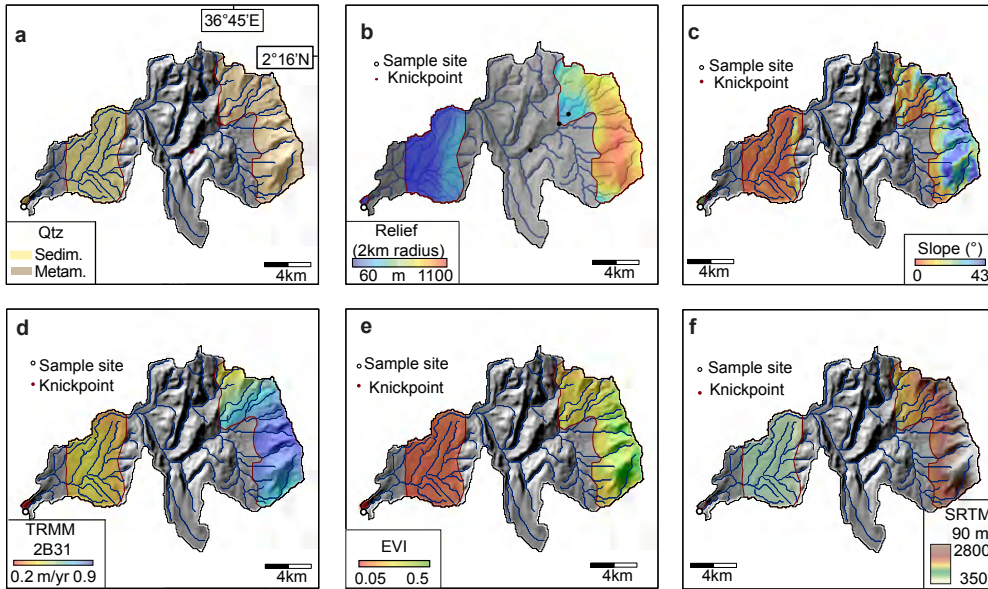 36°45'E
2°16'N
a
Qtz
Sedim.
Metam.
4km
b
Sample site
Knickpoint
Relief
(2km radius)
60 m 1100
4km
c
Sample site
Knickpoint
4km
Slope (°)
0 43
d
Sample site
Knickpoint
TRMM
2B31
0.2 m/yr 0.9
4km
e
Sample site
Knickpoint
EVI
0.05 0.5
4km
f
Sample site
Knickpoint
4km
SRTM
90 m
2800
350